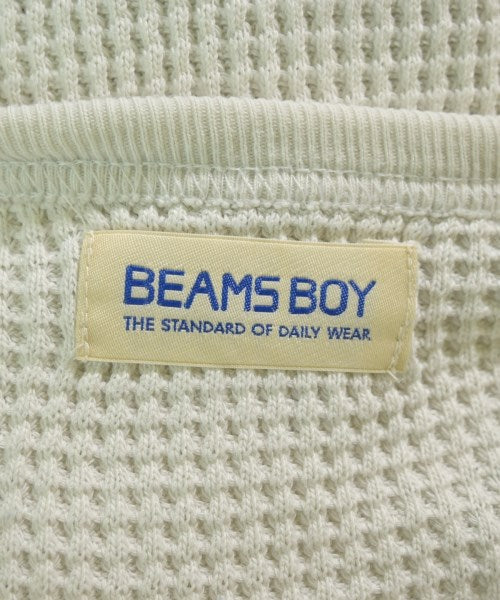 BEAMS BOY
THE STANDARD OF DAILY WEAR